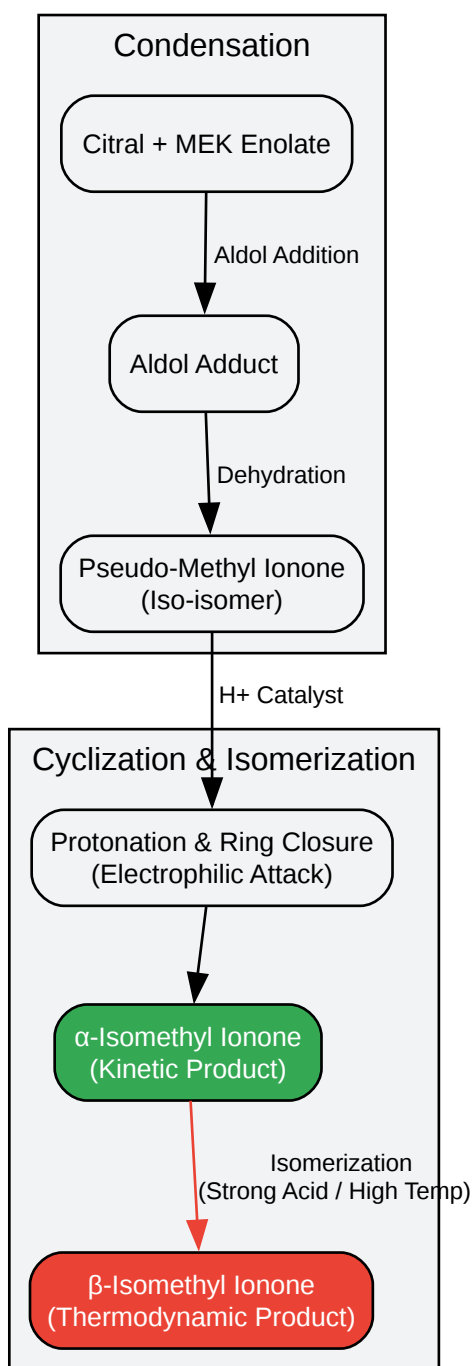 Condensation
Citral + MEK Enolate
Aldol Addition
Aldol Adduct
Dehydration
Pseudo-Methyl Ionone
(Iso-isomer)
H+ Catalyst
Cyclization & Isomerization
Protonation & Ring Closure
(Electrophilic Attack)
α-Isomethyl Ionone
(Kinetic Product)
Isomerization
(Strong Acid / High Temp)
β-Isomethyl Ionone
(Thermodynamic Product)